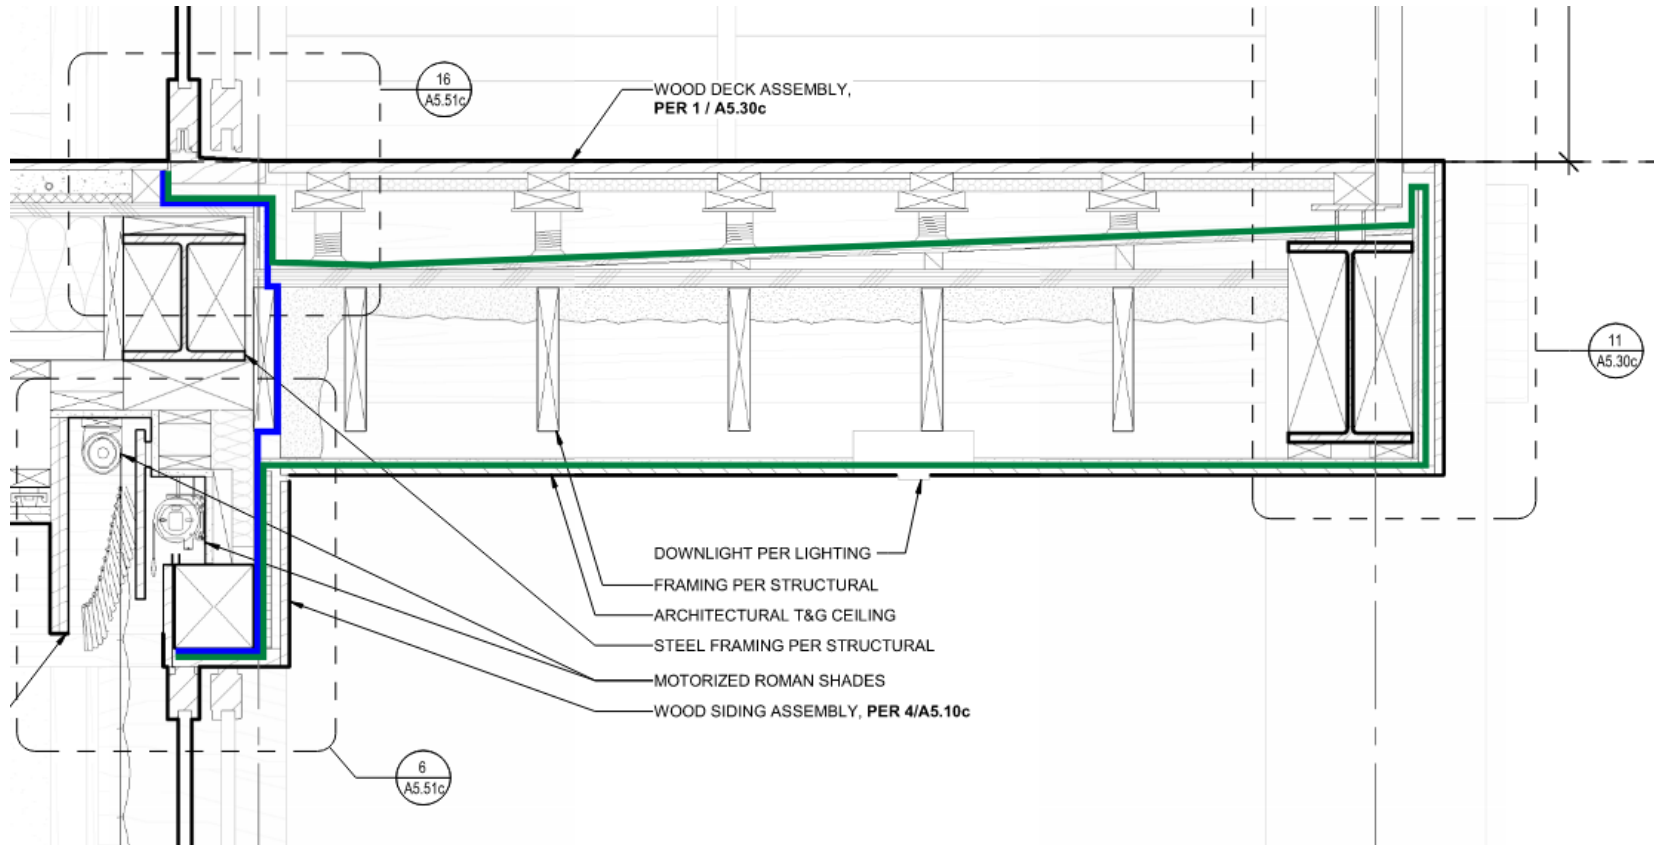 16
A5.51c
WOOD DECK ASSEMBLY,
PER 1 / A5.30c
11
A5.30c
DOWNLIGHT PER LIGHTING
FRAMING PER STRUCTURAL
ARCHITECTURAL T&G CEILING
STEEL FRAMING PER STRUCTURAL
MOTORIZED ROMAN SHADES
WOOD SIDING ASSEMBLY, PER 4/A5.10c
6
A5.51c